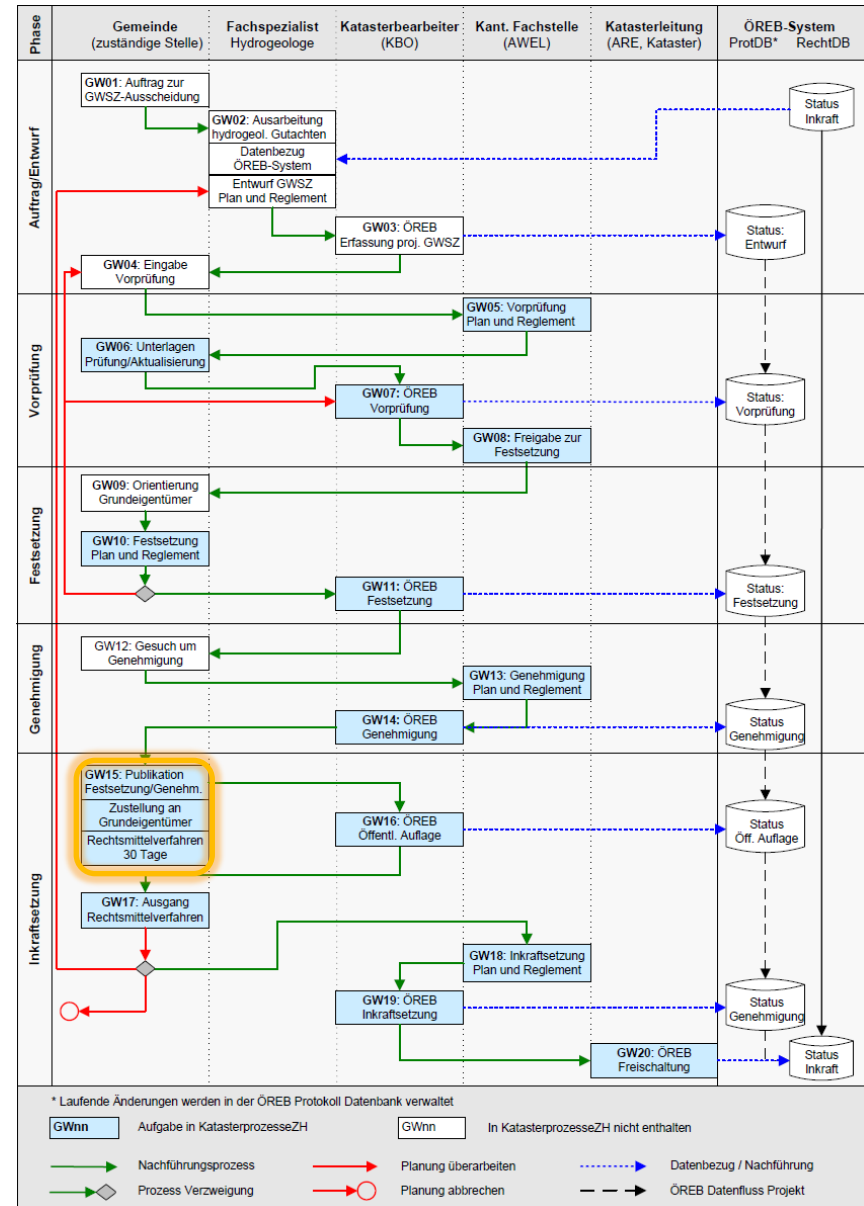 Phase
Gemeinde
(zuständige Stelle)
Fachspezialist
Hydrogeologe
Katasterbearbeiter
(KBO)
Kant. Fachstelle
(AWEL)
Katasterleitung
(ARE, Kataster)
ÖREB-System
ProtDB* RechtDB
Auftrag/Entwurf
GW01: Auftrag zur
GWSZ-Ausscheidung
Status
Inkraft
GW02: Ausarbeitung
hydrogeol. Gutachten
Datenbezug
ÖREB-System
Entwurf GWSZ
Plan und Reglement
GW03: ÖREB
Erfassung proj. GWSZ
Status:
Entwurf
GW04: Eingabe
Vorprüfung
Vorprüfung
GW05: Vorprüfung
Plan und Reglement
GW06: Unterlagen
Prüfung/Aktualisierung
GW07: ÖREB
Vorprüfung
Status:
Vorprüfung
GW08: Freigabe zur
Festsetzung
Festsetzung
GW09: Orientierung
Grundeigentümer
GW10: Festsetzung
Plan und Reglement
GW11: ÖREB
Festsetzung
Status:
Festsetzung
Genehmigung
GW12: Gesuch um
Genehmigung
GW13: Genehmigung
Plan und Reglement
GW14: ÖREB
Genehmigung
Status
Genehmigung
Inkraftsetzung
GW15: Publikation
Festsetzung/Genehm.
Zustellung an
Grundeigentümer
Rechtsmittelverfahren
30 Tage
GW16: ÖREB
Öffentl. Auflage
Status
Öff. Auflage
GW17: Ausgang
Rechtsmittelverfahren
GW18: Inkraftsetzung
Plan und Reglement
GW19: ÖREB
Inkraftsetzung
Status
Genehmigung
GW20: ÖREB
Freischaltung
Status
Inkraft
* Laufende Änderungen werden in der ÖREB Protokoll Datenbank verwaltet
GWnn Aufgabe in KatasterprozesseZH
GWnn In KatasterprozesseZH nicht enthalten
Nachführungsprozess
Planung überarbeiten
Datenbezug / Nachführung
Prozess Verzweigung
Planung abbrechen
ÖREB Datenfluss Projekt